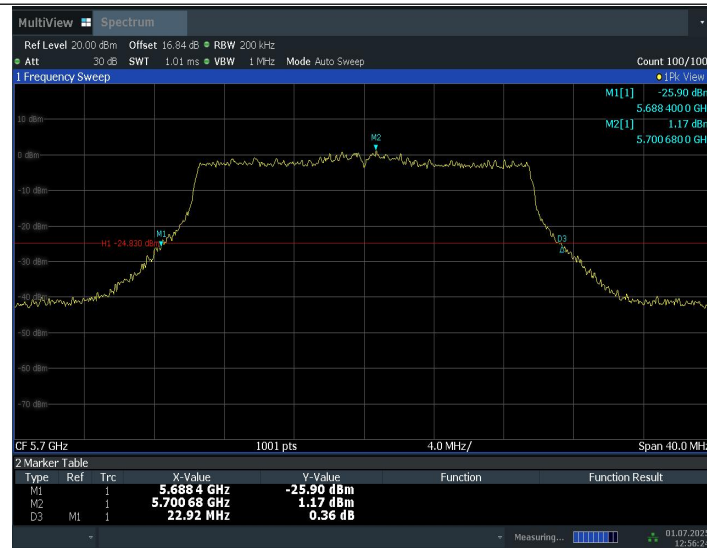 MultiView Spectrum
Ref Level 20.00 dBm Offset 16.84 dB RBW 200 kHz
Att 30 dB SWT 1.01 ms VBW 1 MHz Mode Auto Sweep Count 100/100
1 Frequency Sweep 1Pk View
M1[1] -25.90 dBm
5.688 400 0 GH
10 dBm
M2[1] 1.17 dBm
5.700 680 0 GH
M2
0 dBm
-10 dBm
-20 dBm
M1
D3
H1 -24.830 dBm
-30 dBm
-40 dBm
-50 dBm
-60 dBm
-70 dBm
CF 5.7 GHz 1001 pts 4.0 MHz/ Span 40.0 MHz
2 Marker Table
Type Ref Trc X-Value Y-Value Function Function Result
M1 1 5.688 4 GHz -25.90 dBm
M2 1 5.700 68 GHz 1.17 dBm
D3 M1 1 22.92 MHz 0.36 dB
Measuring... 01.07.2025
12:56:24